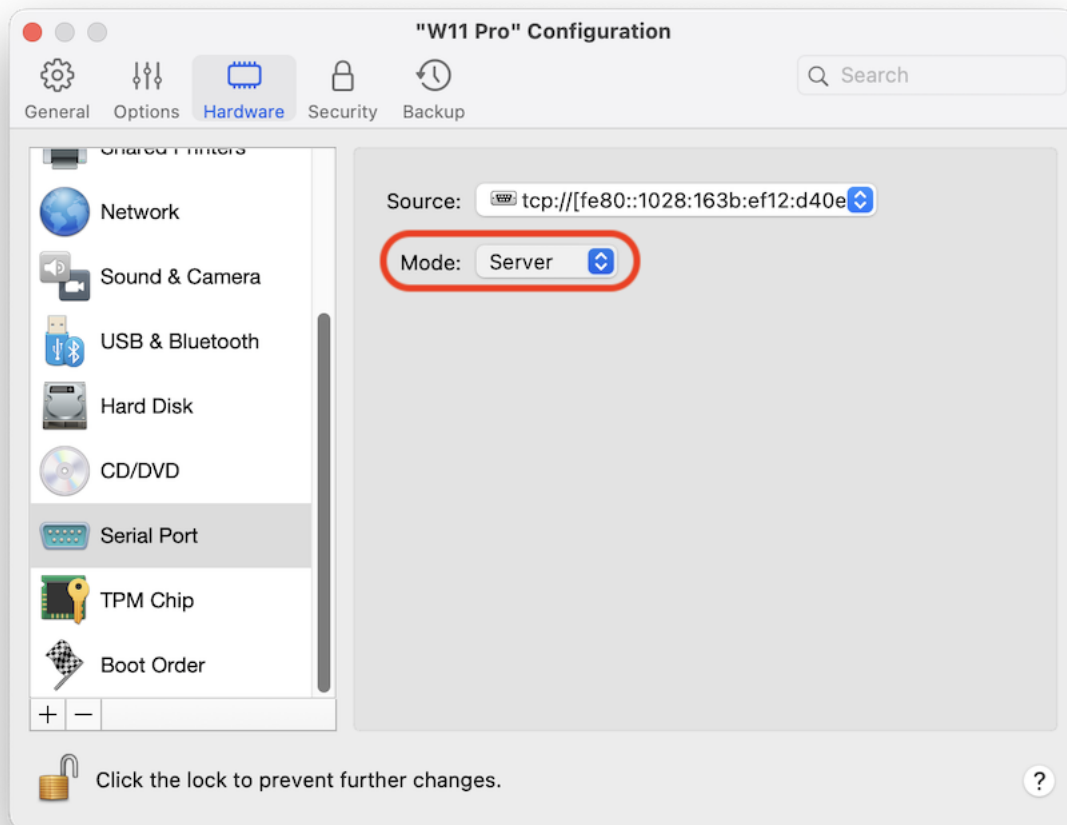 "W11 Pro" Configuration
General Options Hardware Security Backup
Search
Shared Printers
Network
Sound & Camera
USB & Bluetooth
Hard Disk
CD/DVD
Serial Port
TPM Chip
Boot Order
+ −
Source: tcp://[fe80::1028:163b:ef12:d40e
Mode: Server
Click the lock to prevent further changes.
?